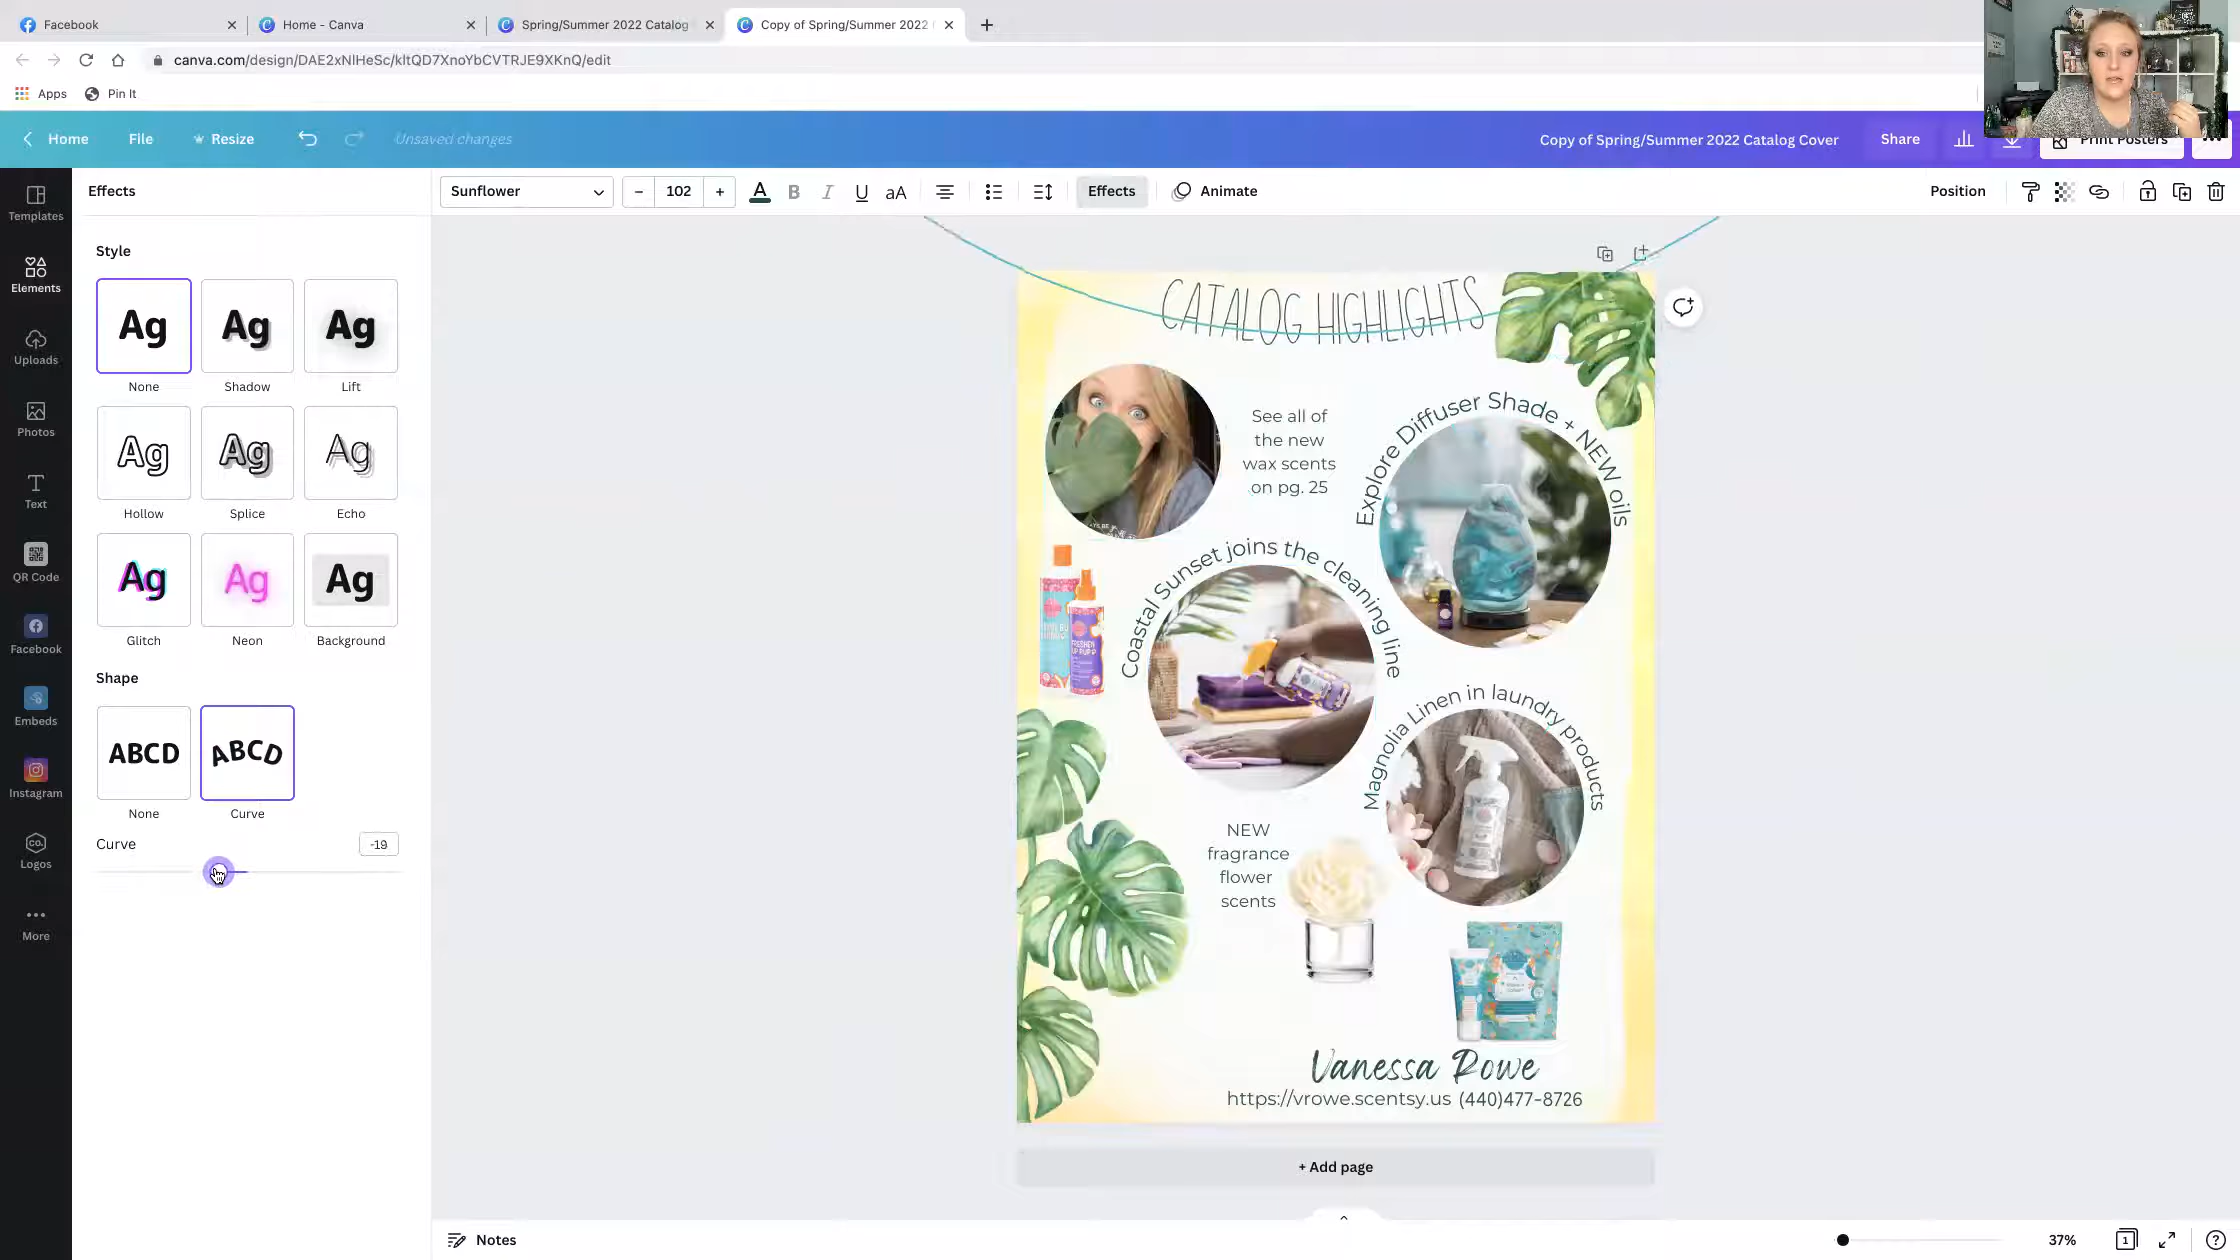 Facebook
Home - Canva
Spring/Summer 2022 Catalog
Copy of Spring/Summer 2022
canva.com/design/DAE2xNlHeSc/kltQD7XnoYbCVTRJE9XKnQ/edit
Apps
Pin It
Home
File
Resize
Unsaved changes
Copy of Spring/Summer 2022 Catalog Cover
Share
Print Posters
Effects
Sunflower
102
A
B
I
U
aA
Effects
Animate
Position
Templates
Elements
Uploads
Photos
Text
QR Code
Facebook
Embeds
Instagram
CO.
Logos
More
Style
Ag
Ag
Ag
None
Shadow
Lift
Ag
Ag
Ag
Hollow
Splice
Echo
Ag
Ag
Ag
Glitch
Neon
Background
Shape
ABCD
ABCD
None
Curve
Curve
-19
CATALOG HIGHLIGHTS
See all of
the new
wax scents
on pg. 25
Explore Diffuser Shade + NEW oils
Coastal Sunset joins the cleaning line
Magnolia Linen in laundry products
NEW
fragrance
flower
scents
Vanessa Rowe
https://vrowe.scentsy.us (440)477-8726
+ Add page
Notes
37%
1